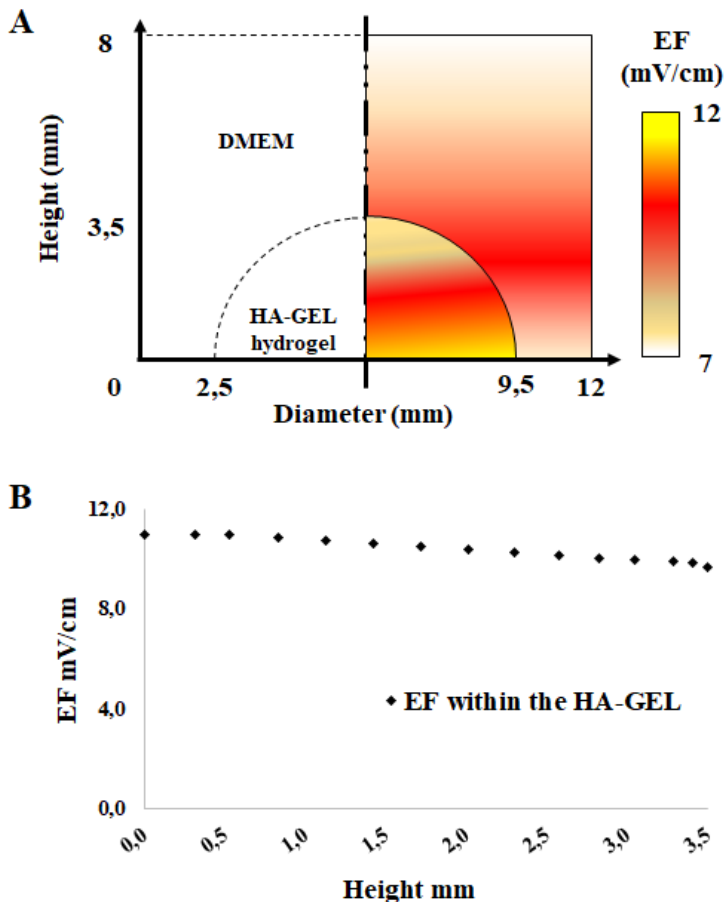 A
8
EF
(mV/cm)
12
DMEM
Height (mm)
3,5
HA-GEL
hydrogel
7
0
2,5
9,5
12
Diameter (mm)
B
12,0
8,0
4,0
0,0
EF mV/cm
EF within the HA-GEL
0,0
0,5
1,0
1,5
2,0
2,5
3,0
3,5
Height mm